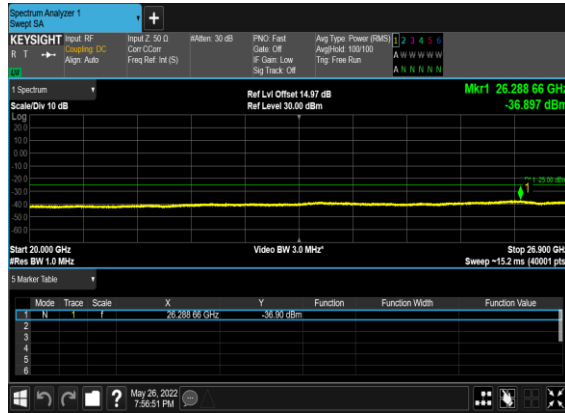 Spectrum Analyzer 1
Swept SA
+
KEYSIGHT Input: RF Input Z: 50 Ω #Atten: 30 dB PNO: Fast Avg Type: Power (RMS) 1 2 3 4 5 6
R T Coupling: DC Corr CCorr Gate: Off Avg|Hold: 100/100 A W W W W W
Align: Auto Freq Ref: Int (S) IF Gain: Low Trig: Free Run
Sig Track: Off A N N N N N
1 Spectrum Ref Lvl Offset 14.97 dB Mkr1 26.288 66 GHz
Scale/Div 10 dB Ref Level 30.00 dBm -36.897 dBm
Log
20.0
10.0
0.00
-10.0
-20.0
-25.00 dBm
1
-30.0
-40.0
-50.0
-60.0
Start 20.000 GHz Video BW 3.0 MHz* Stop 26.900 GHz
#Res BW 1.0 MHz Sweep ~15.2 ms (40001 pts)
5 Marker Table
Mode Trace Scale X Y Function Function Width Function Value
1 N 1 f 26.288 66 GHz -36.90 dBm
2
3
4
5
6
? May 26, 2022
7:56:51 PM